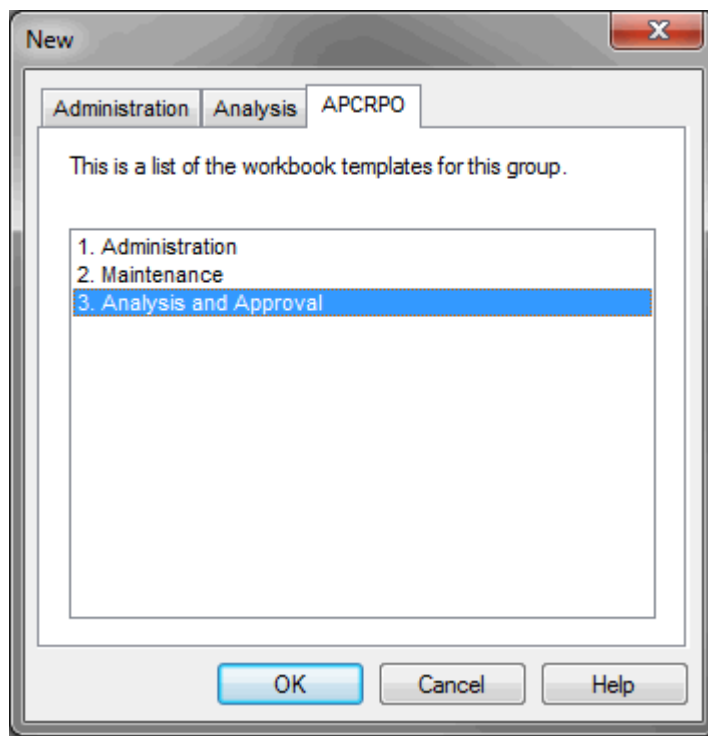 New
Administration Analysis APCRPO
This is a list of the workbook templates for this group.
1. Administration
2. Maintenance
3. Analysis and Approval
OK Cancel Help